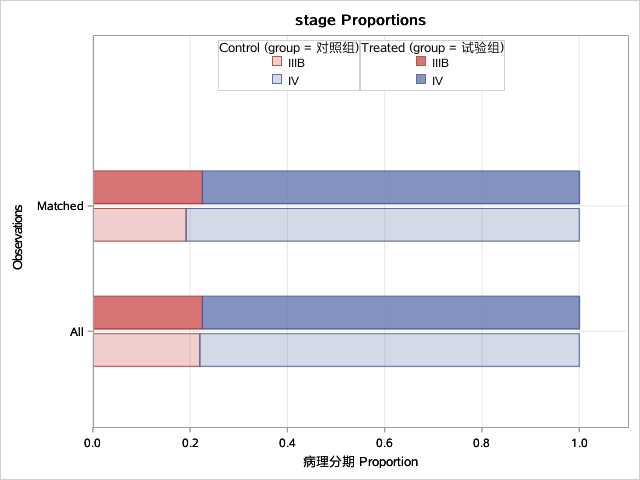 stage Proportions
Control (group = 对照组) Treated (group = 试验组)
IIIB IIIB
IV IV
Matched
Observations
All
0.0 0.2 0.4 0.6 0.8 1.0
病理分期 Proportion